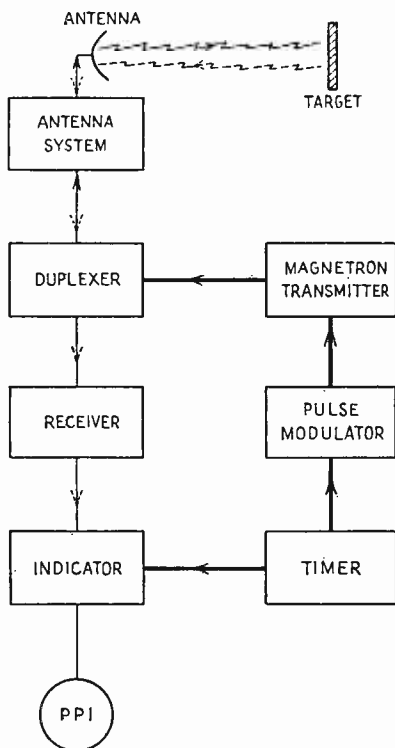 ANTENNA
TARGET
ANTENNA
SYSTEM
DUPLEXER
MAGNETRON
TRANSMITTER
RECEIVER
PULSE
MODULATOR
INDICATOR
TIMER
PPI